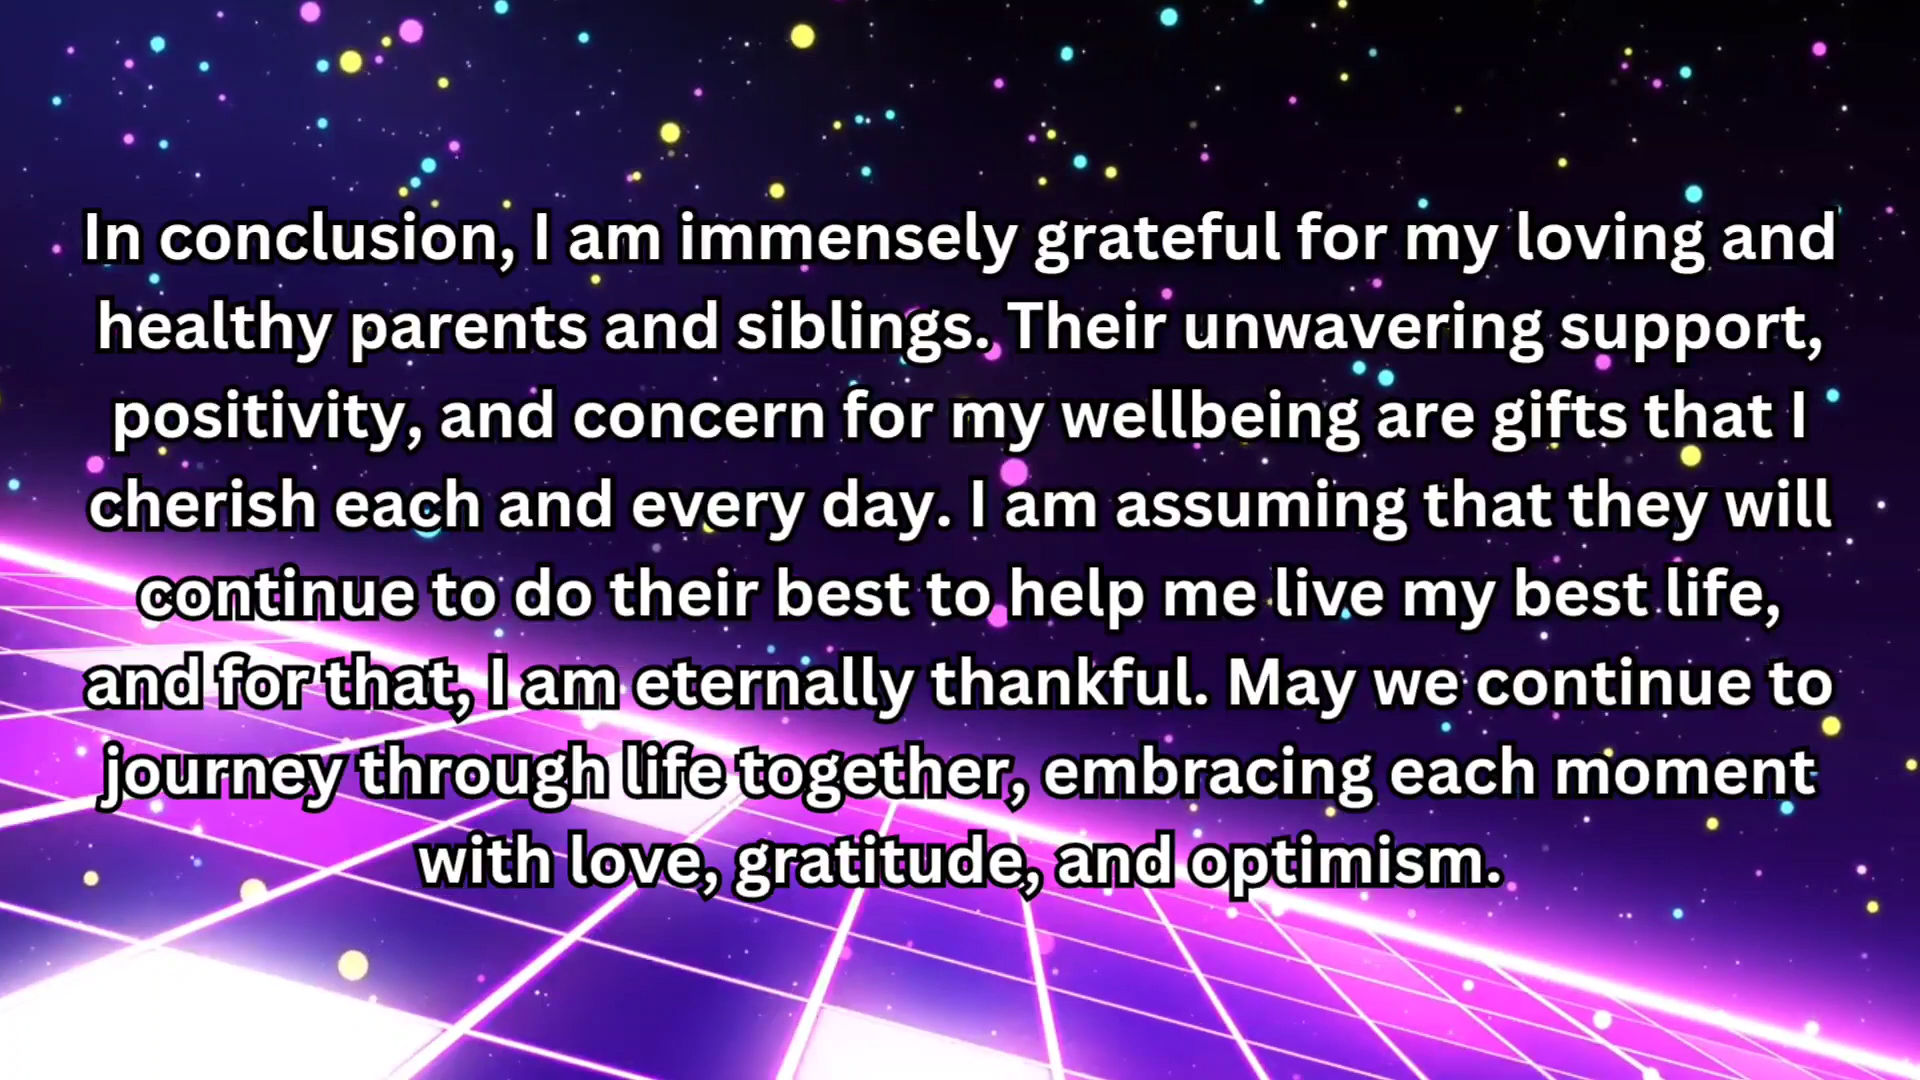 In conclusion, I am immensely grateful for my loving and
healthy parents and siblings. Their unwavering support,
positivity, and concern for my wellbeing are gifts that I
cherish each and every day. I am assuming that they will
continue to do their best to help me live my best life,
and for that, I am eternally thankful. May we continue to
journey through life together, embracing each moment
with love, gratitude, and optimism.